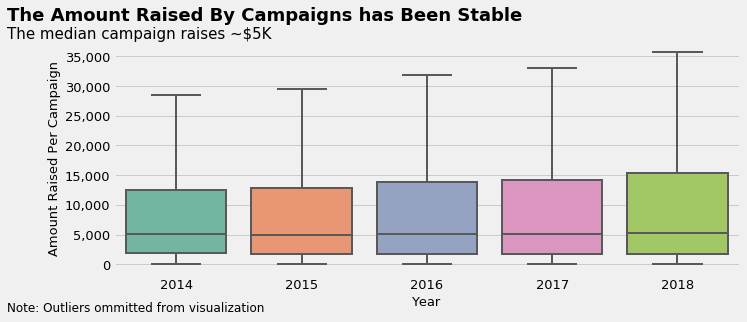 The Amount Raised By Campaigns has Been Stable
The median campaign raises ~$5K
Amount Raised Per Campaign
35,000
30,000
25,000
20,000
15,000
10,000
5,000
0
2014 2015 2016 2017 2018
Year
Note: Outliers ommitted from visualization